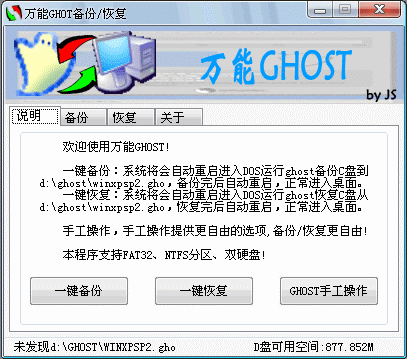 万能GHOT备份/恢复
万能GHOST
by JS
说明 备份 恢复 关于
欢迎使用万能GHOST!
一键备份：系统将会自动重启进入DOS运行ghost备份C盘到
d:\ghost\winxpsp2.gho，备份完后自动重启，正常进入桌面。
一键恢复：系统将会自动重启进入DOS运行ghost恢复C盘从
d:\ghost\winxpsp2.gho，恢复完后自动重启，正常进入桌面。
手工操作，手工操作提供更自由的选项,备份/恢复更自由!
本程序支持FAT32、NTFS分区、双硬盘!
一键备份 一键恢复 GHOST手工操作
未发现d:\GHOST\WINXPSP2.gho D盘可用空间:877.852M